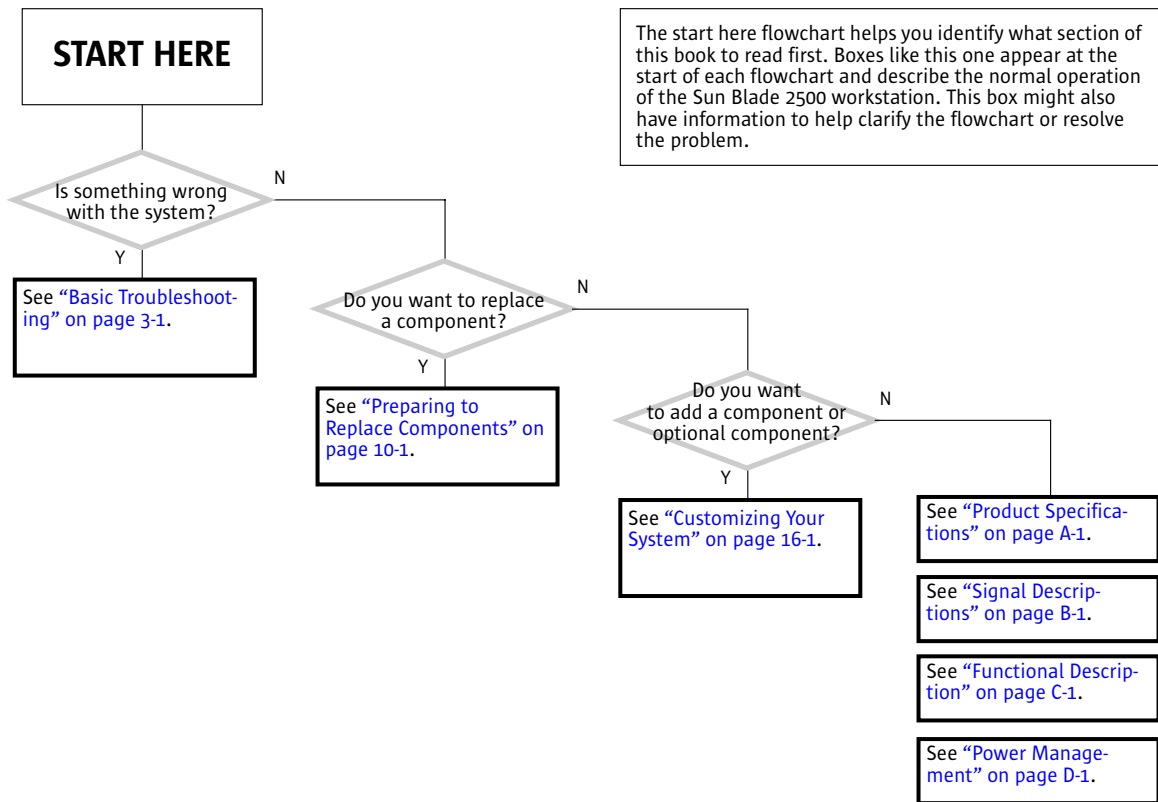 START HERE
The start here flowchart helps you identify what section of
this book to read first. Boxes like this one appear at the
start of each flowchart and describe the normal operation
of the Sun Blade 2500 workstation. This box might also
have information to help clarify the flowchart or resolve
the problem.
Is something wrong
with the system?
N
Y
See “Basic Troubleshoot-
ing” on page 3-1.
Do you want to replace
a component?
N
Y
See “Preparing to
Replace Components” on
page 10-1.
Do you want
to add a component or
optional component?
N
Y
See “Customizing Your
System” on page 16-1.
See “Product Specifica-
tions” on page A-1.
See “Signal Descrip-
tions” on page B-1.
See “Functional Descrip-
tion” on page C-1.
See “Power Manage-
ment” on page D-1.